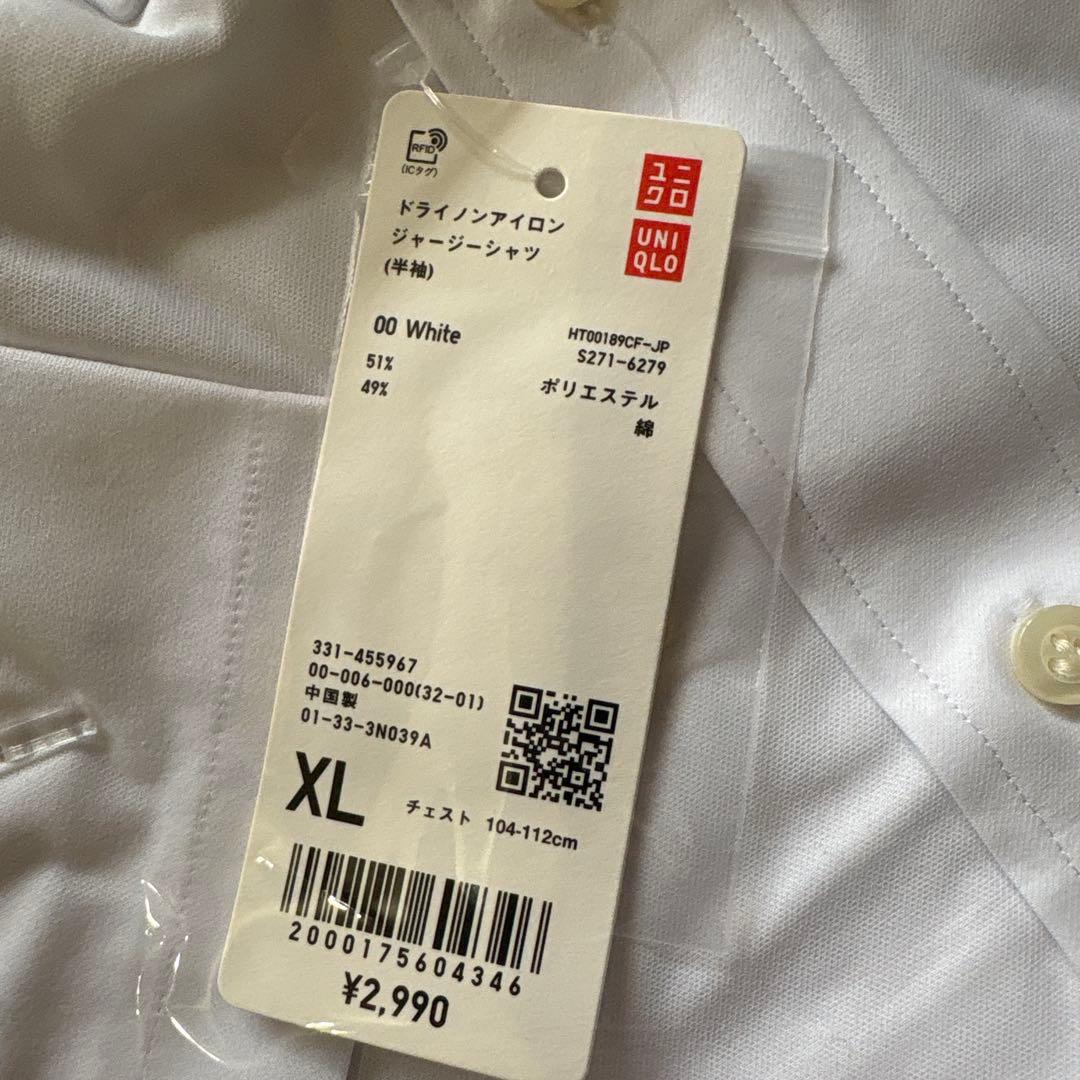 RFID
(ICタグ)
ユニ
クロ
UNI
QLO
ドライノンアイロン
ジャージーシャツ
(半袖)
00 White
HT00189CF-JP
S271-6279
51% ポリエステル
49% 綿
331-455967
00-006-000(32-01)
中国製
01-33-3N039A
XL チェスト 104-112cm
2000175604346
¥2,990